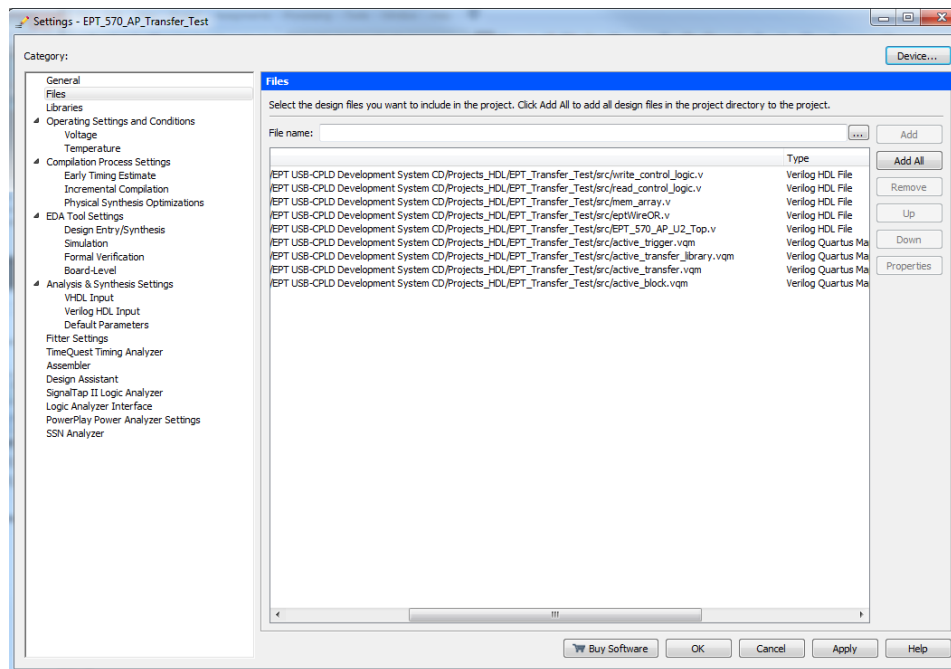 Settings - EPT_570_AP_Transfer_Test
Category:
Device...
General
Files
Libraries
Operating Settings and Conditions
Voltage
Temperature
Compilation Process Settings
Early Timing Estimate
Incremental Compilation
Physical Synthesis Optimizations
EDA Tool Settings
Design Entry/Synthesis
Simulation
Formal Verification
Board-Level
Analysis & Synthesis Settings
VHDL Input
Verilog HDL Input
Default Parameters
Fitter Settings
TimeQuest Timing Analyzer
Assembler
Design Assistant
SignalTap II Logic Analyzer
Logic Analyzer Interface
PowerPlay Power Analyzer Settings
SSN Analyzer
Files
Select the design files you want to include in the project. Click Add All to add all design files in the project directory to the project.
File name:
...
Add
Type
Add All
/EPT USB-CPLD Development System CD/Projects_HDL/EPT_Transfer_Test/src/write_control_logic.v Verilog HDL File
/EPT USB-CPLD Development System CD/Projects_HDL/EPT_Transfer_Test/src/read_control_logic.v Verilog HDL File
/EPT USB-CPLD Development System CD/Projects_HDL/EPT_Transfer_Test/src/mem_array.v Verilog HDL File
/EPT USB-CPLD Development System CD/Projects_HDL/EPT_Transfer_Test/src/eptWireOR.v Verilog HDL File
/EPT USB-CPLD Development System CD/Projects_HDL/EPT_Transfer_Test/src/EPT_570_AP_U2_Top.v Verilog HDL File
/EPT USB-CPLD Development System CD/Projects_HDL/EPT_Transfer_Test/src/active_trigger.vqm Verilog Quartus Ma
/EPT USB-CPLD Development System CD/Projects_HDL/EPT_Transfer_Test/src/active_transfer_library.vqm Verilog Quartus Ma
/EPT USB-CPLD Development System CD/Projects_HDL/EPT_Transfer_Test/src/active_transfer.vqm Verilog Quartus Ma
/EPT USB-CPLD Development System CD/Projects_HDL/EPT_Transfer_Test/src/active_block.vqm Verilog Quartus Ma
Remove
Up
Down
Properties
Buy Software
OK
Cancel
Apply
Help